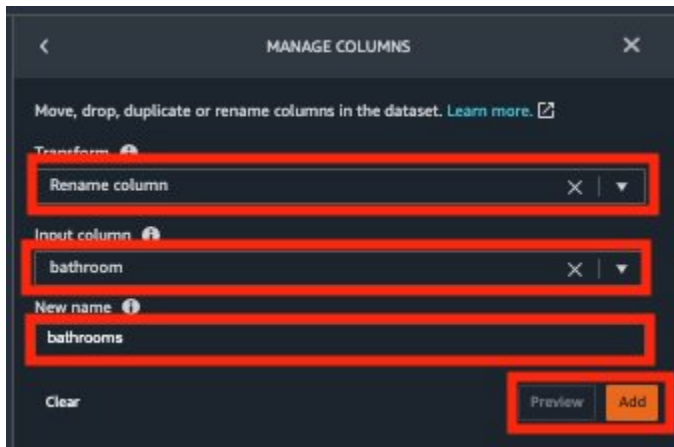 MANAGE COLUMNS
Move, drop, duplicate or rename columns in the dataset. Learn more.
Transform
Rename column
Input column
bathroom
New name
bathrooms
Clear
Preview
Add